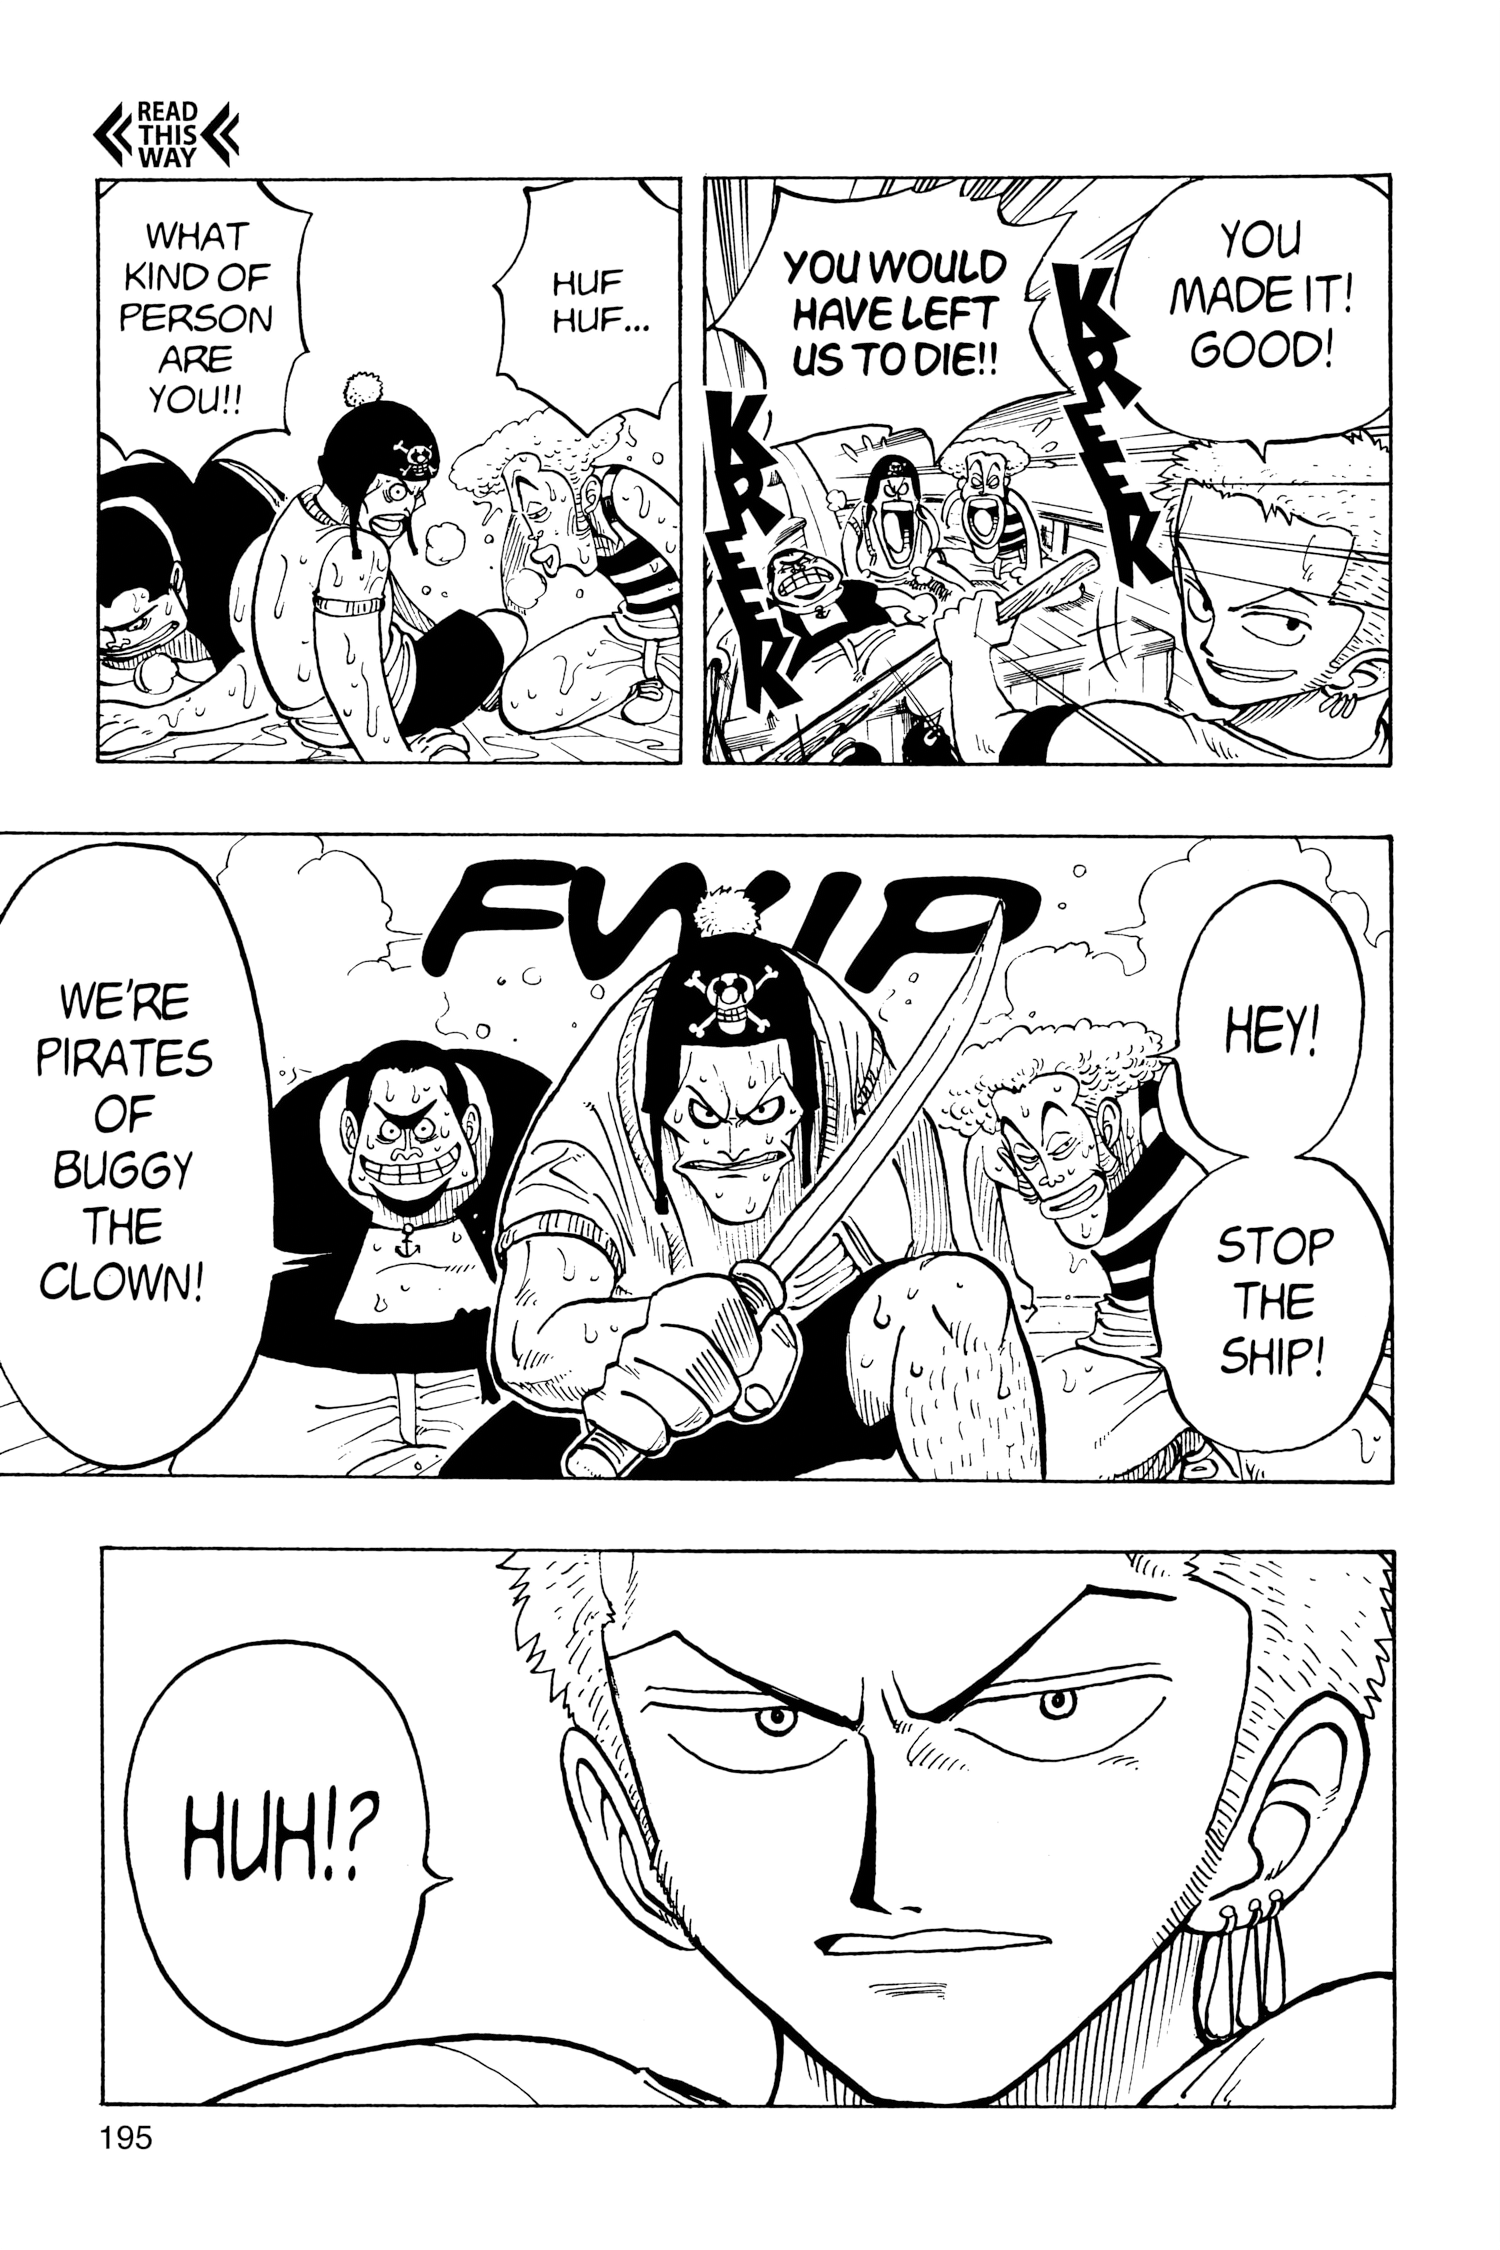 READ
THIS
WAY
YOU
MADE IT!
GOOD!
KREEK
YOU WOULD
HAVE LEFT
US TO DIE!!
KREEK
HUF
HUF...
WHAT
KIND OF
PERSON
ARE
YOU!!
HEY!
STOP
THE
SHIP!
FWIP
WE'RE
PIRATES
OF
BUGGY
THE
CLOWN!
HUH!?
195